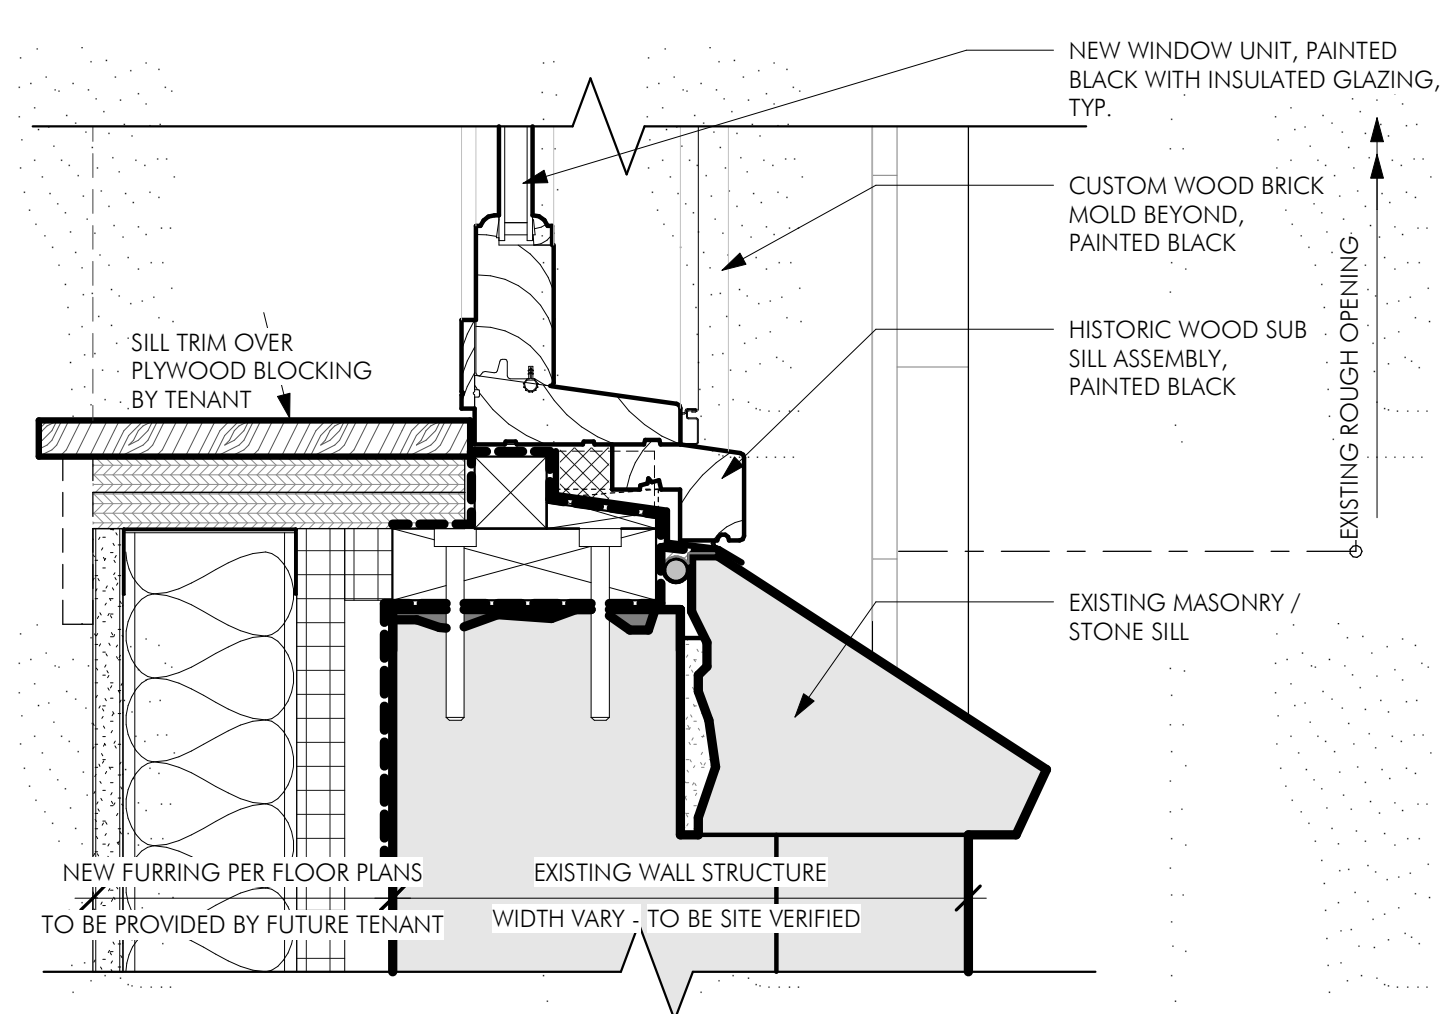 NEW WINDOW UNIT, PAINTED
BLACK WITH INSULATED GLAZING,
TYP.
CUSTOM WOOD BRICK
MOLD BEYOND,
PAINTED BLACK
HISTORIC WOOD SUB
SILL ASSEMBLY,
PAINTED BLACK
EXISTING ROUGH OPENING
SILL TRIM OVER
PLYWOOD BLOCKING
BY TENANT
EXISTING MASONRY /
STONE SILL
NEW FURRING PER FLOOR PLANS
TO BE PROVIDED BY FUTURE TENANT
EXISTING WALL STRUCTURE
WIDTH VARY - TO BE SITE VERIFIED